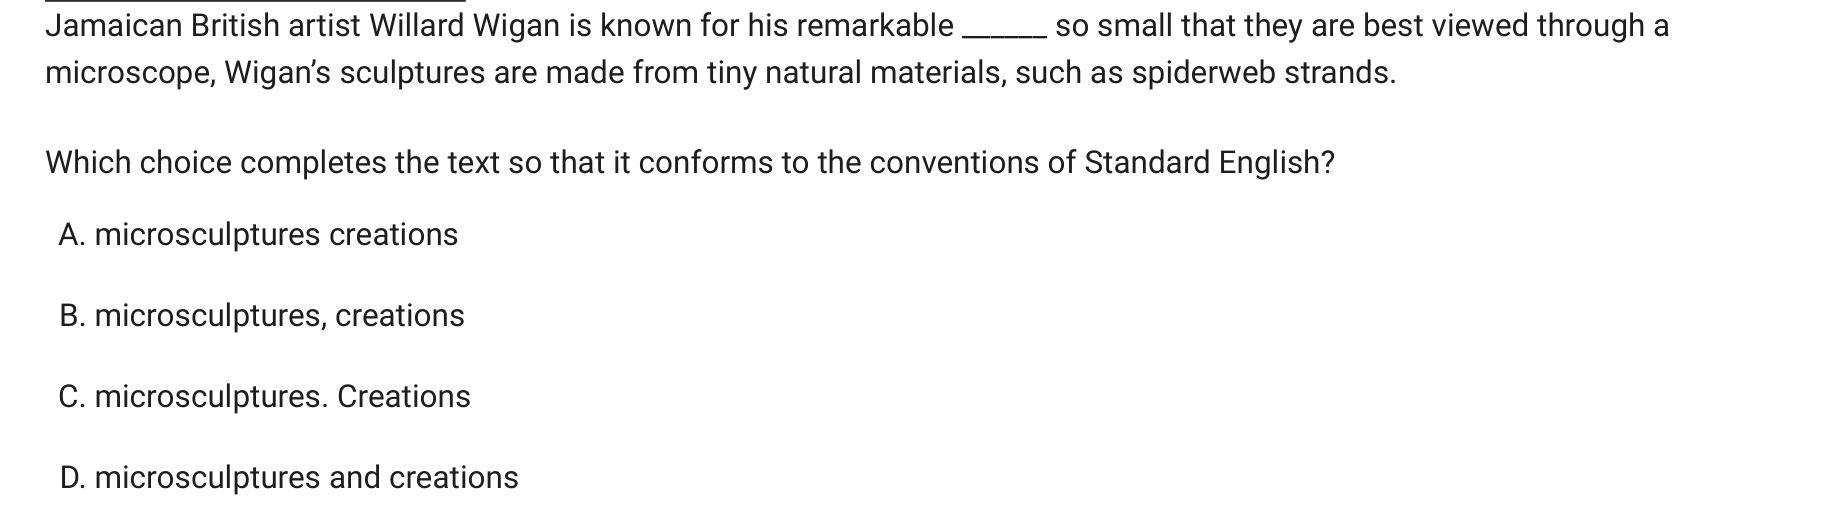 Jamaican British artist Willard Wigan is known for his remarkable ______ so small that they are best viewed through a
microscope, Wigan’s sculptures are made from tiny natural materials, such as spiderweb strands.
Which choice completes the text so that it conforms to the conventions of Standard English?
A. microsculptures creations
B. microsculptures, creations
C. microsculptures. Creations
D. microsculptures and creations